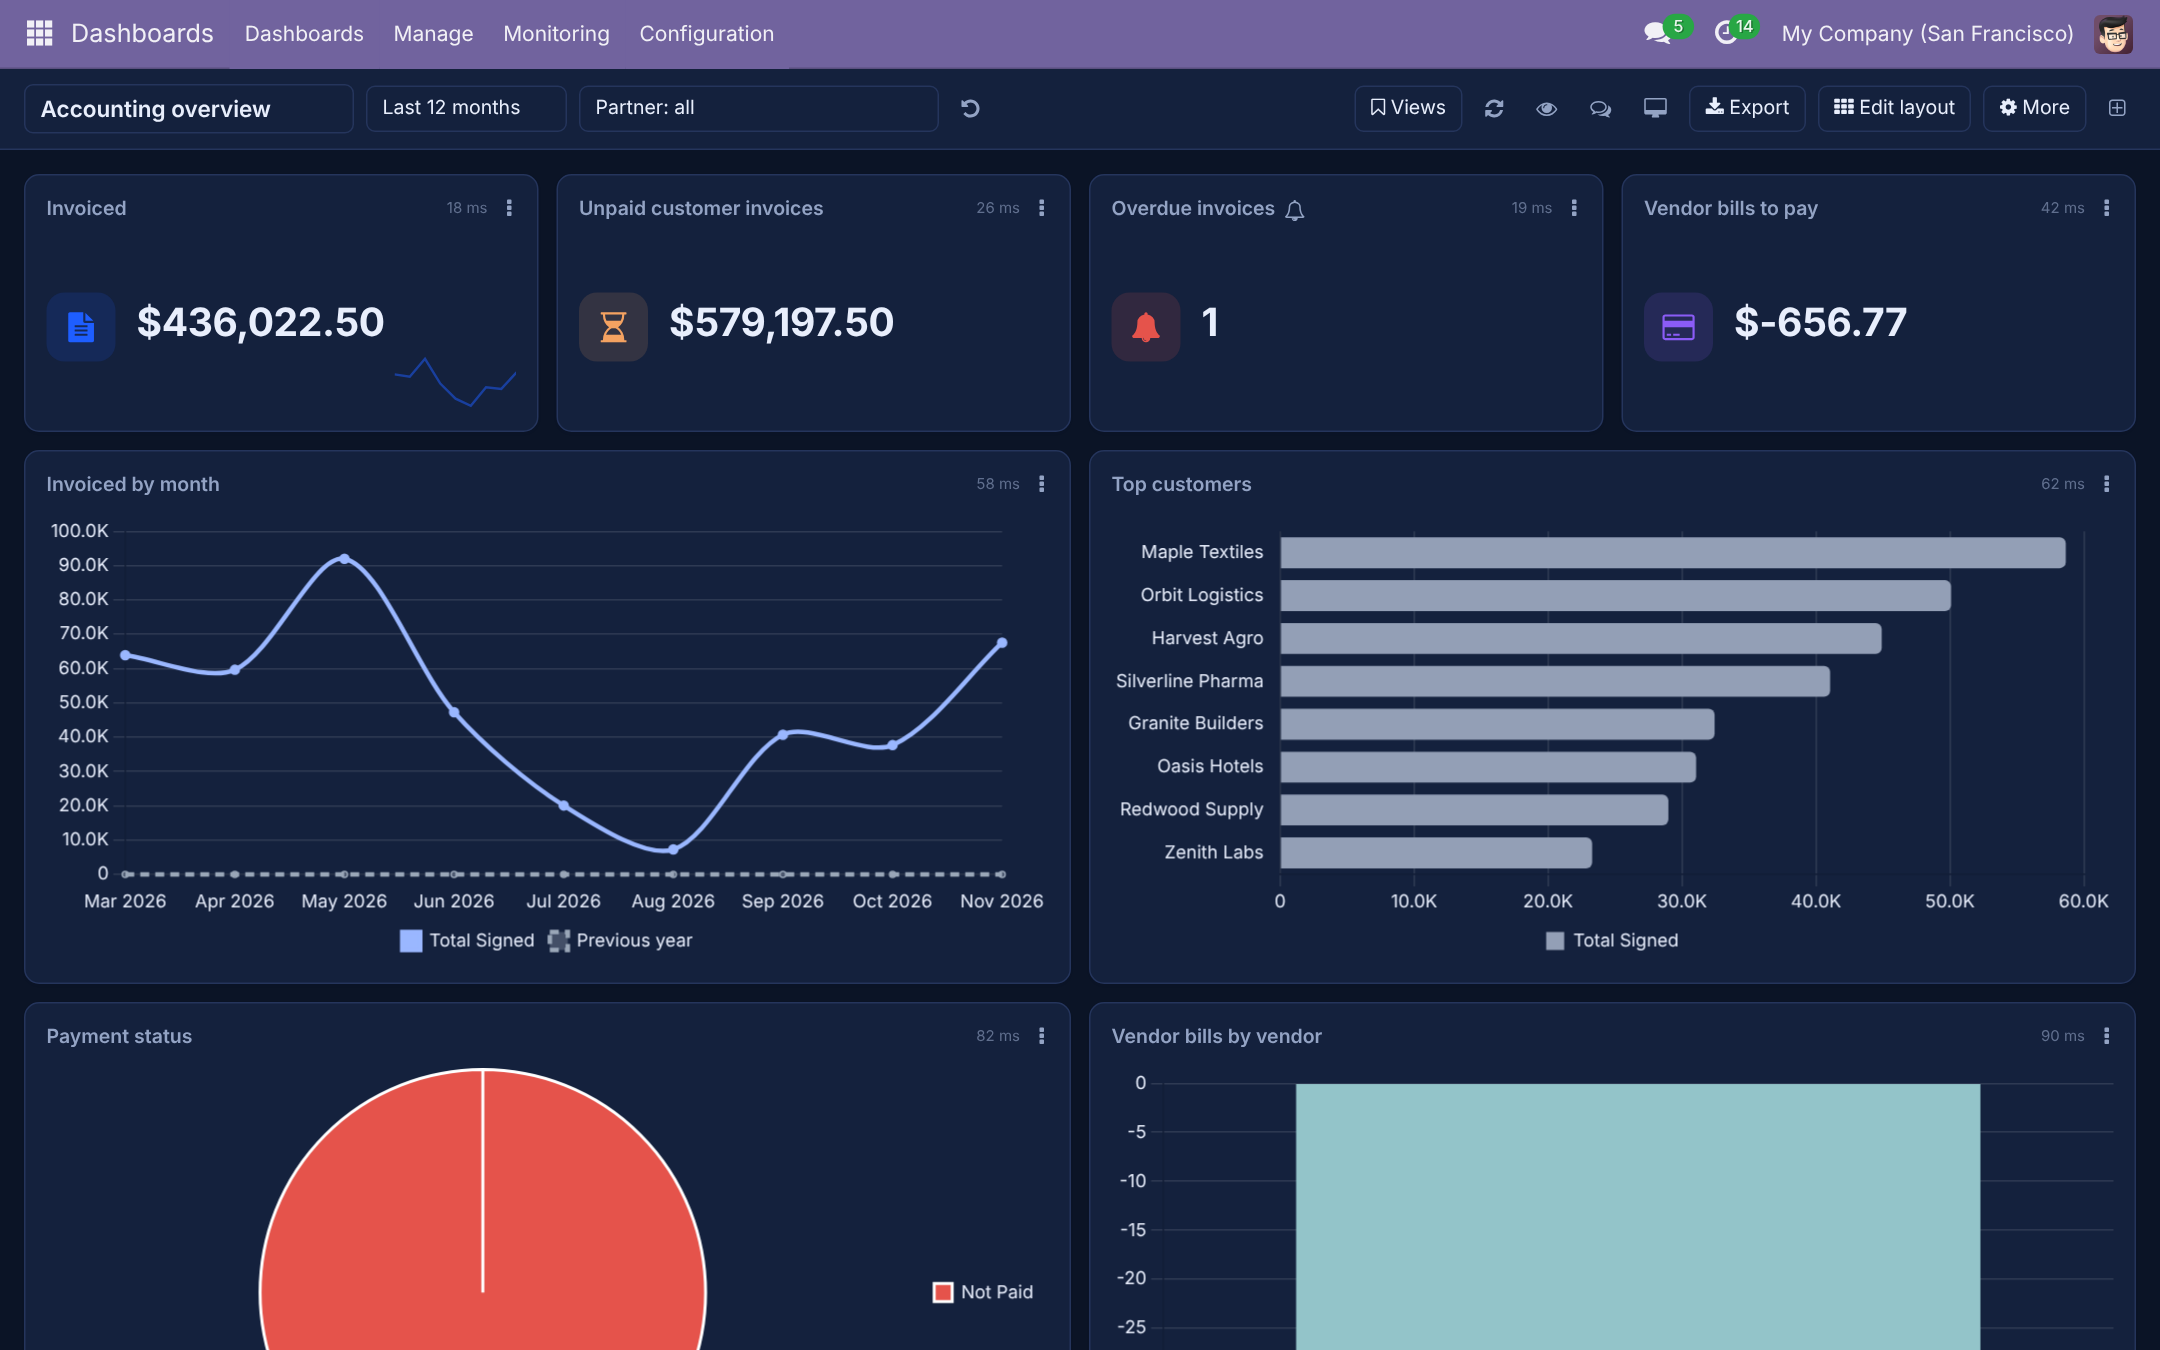 Dashboards Dashboards Manage Monitoring Configuration 5 14 My Company (San Francisco)
Accounting overview Last 12 months Partner: all Views Export Edit layout More
Invoiced 18 ms
$436,022.50
Unpaid customer invoices 26 ms
$579,197.50
Overdue invoices 19 ms
1
Vendor bills to pay 42 ms
$-656.77
Invoiced by month 58 ms
100.0K
90.0K
80.0K
70.0K
60.0K
50.0K
40.0K
30.0K
20.0K
10.0K
0
Mar 2026 Apr 2026 May 2026 Jun 2026 Jul 2026 Aug 2026 Sep 2026 Oct 2026 Nov 2026
Total Signed Previous year
Top customers 62 ms
Maple Textiles
Orbit Logistics
Harvest Agro
Silverline Pharma
Granite Builders
Oasis Hotels
Redwood Supply
Zenith Labs
0 10.0K 20.0K 30.0K 40.0K 50.0K 60.0K
Total Signed
Payment status 82 ms
Not Paid
Vendor bills by vendor 90 ms
0
-5
-10
-15
-20
-25